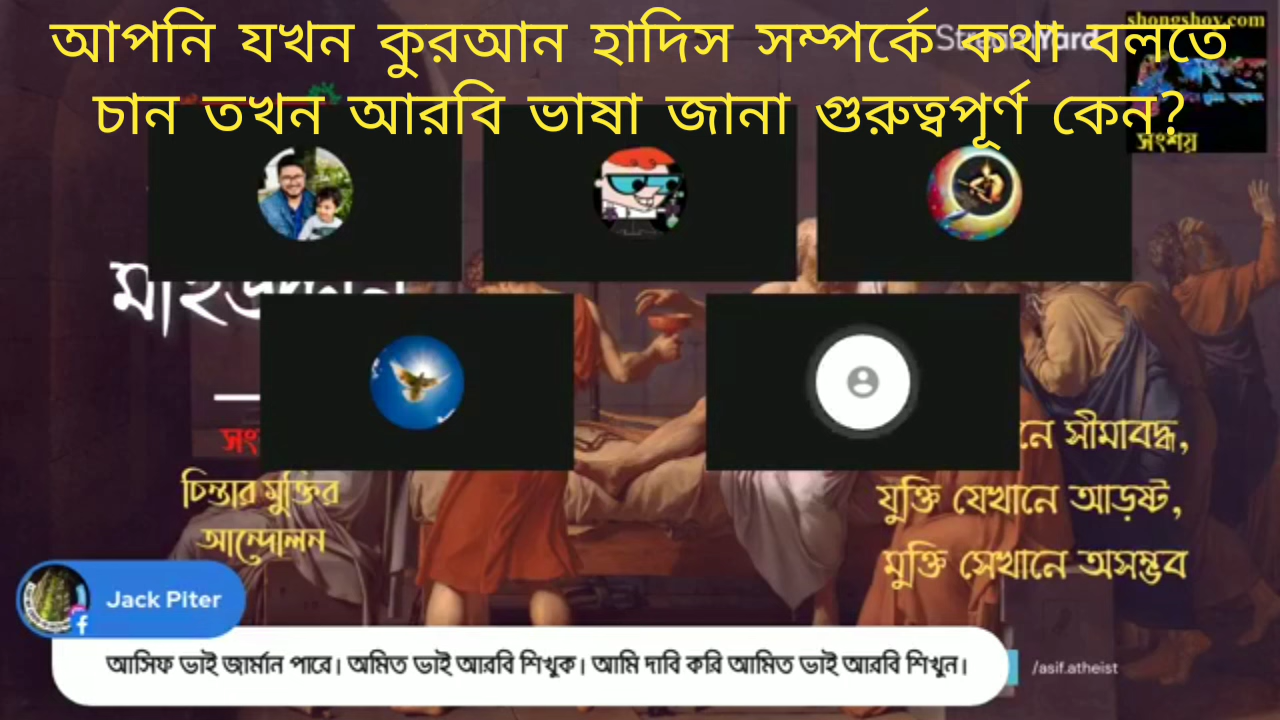 আপনি যখন কুরআন হাদিস সম্পর্কে কথা বলতে
চান তখন আরবি ভাষা জানা গুরুত্বপূর্ণ কেন?
shongshoy.com
সংশয়
নে সীমাবদ্ধ,
চিন্তার মুক্তির
আন্দোলন
যুক্তি যেখানে আড়ষ্ট,
মুক্তি সেখানে অসম্ভব
Jack Piter
আসিফ ভাই জার্মান পারে। অমিত ভাই আরবি শিখুক। আমি দাবি করি আমিত ভাই আরবি শিখুন।
/asif.atheist